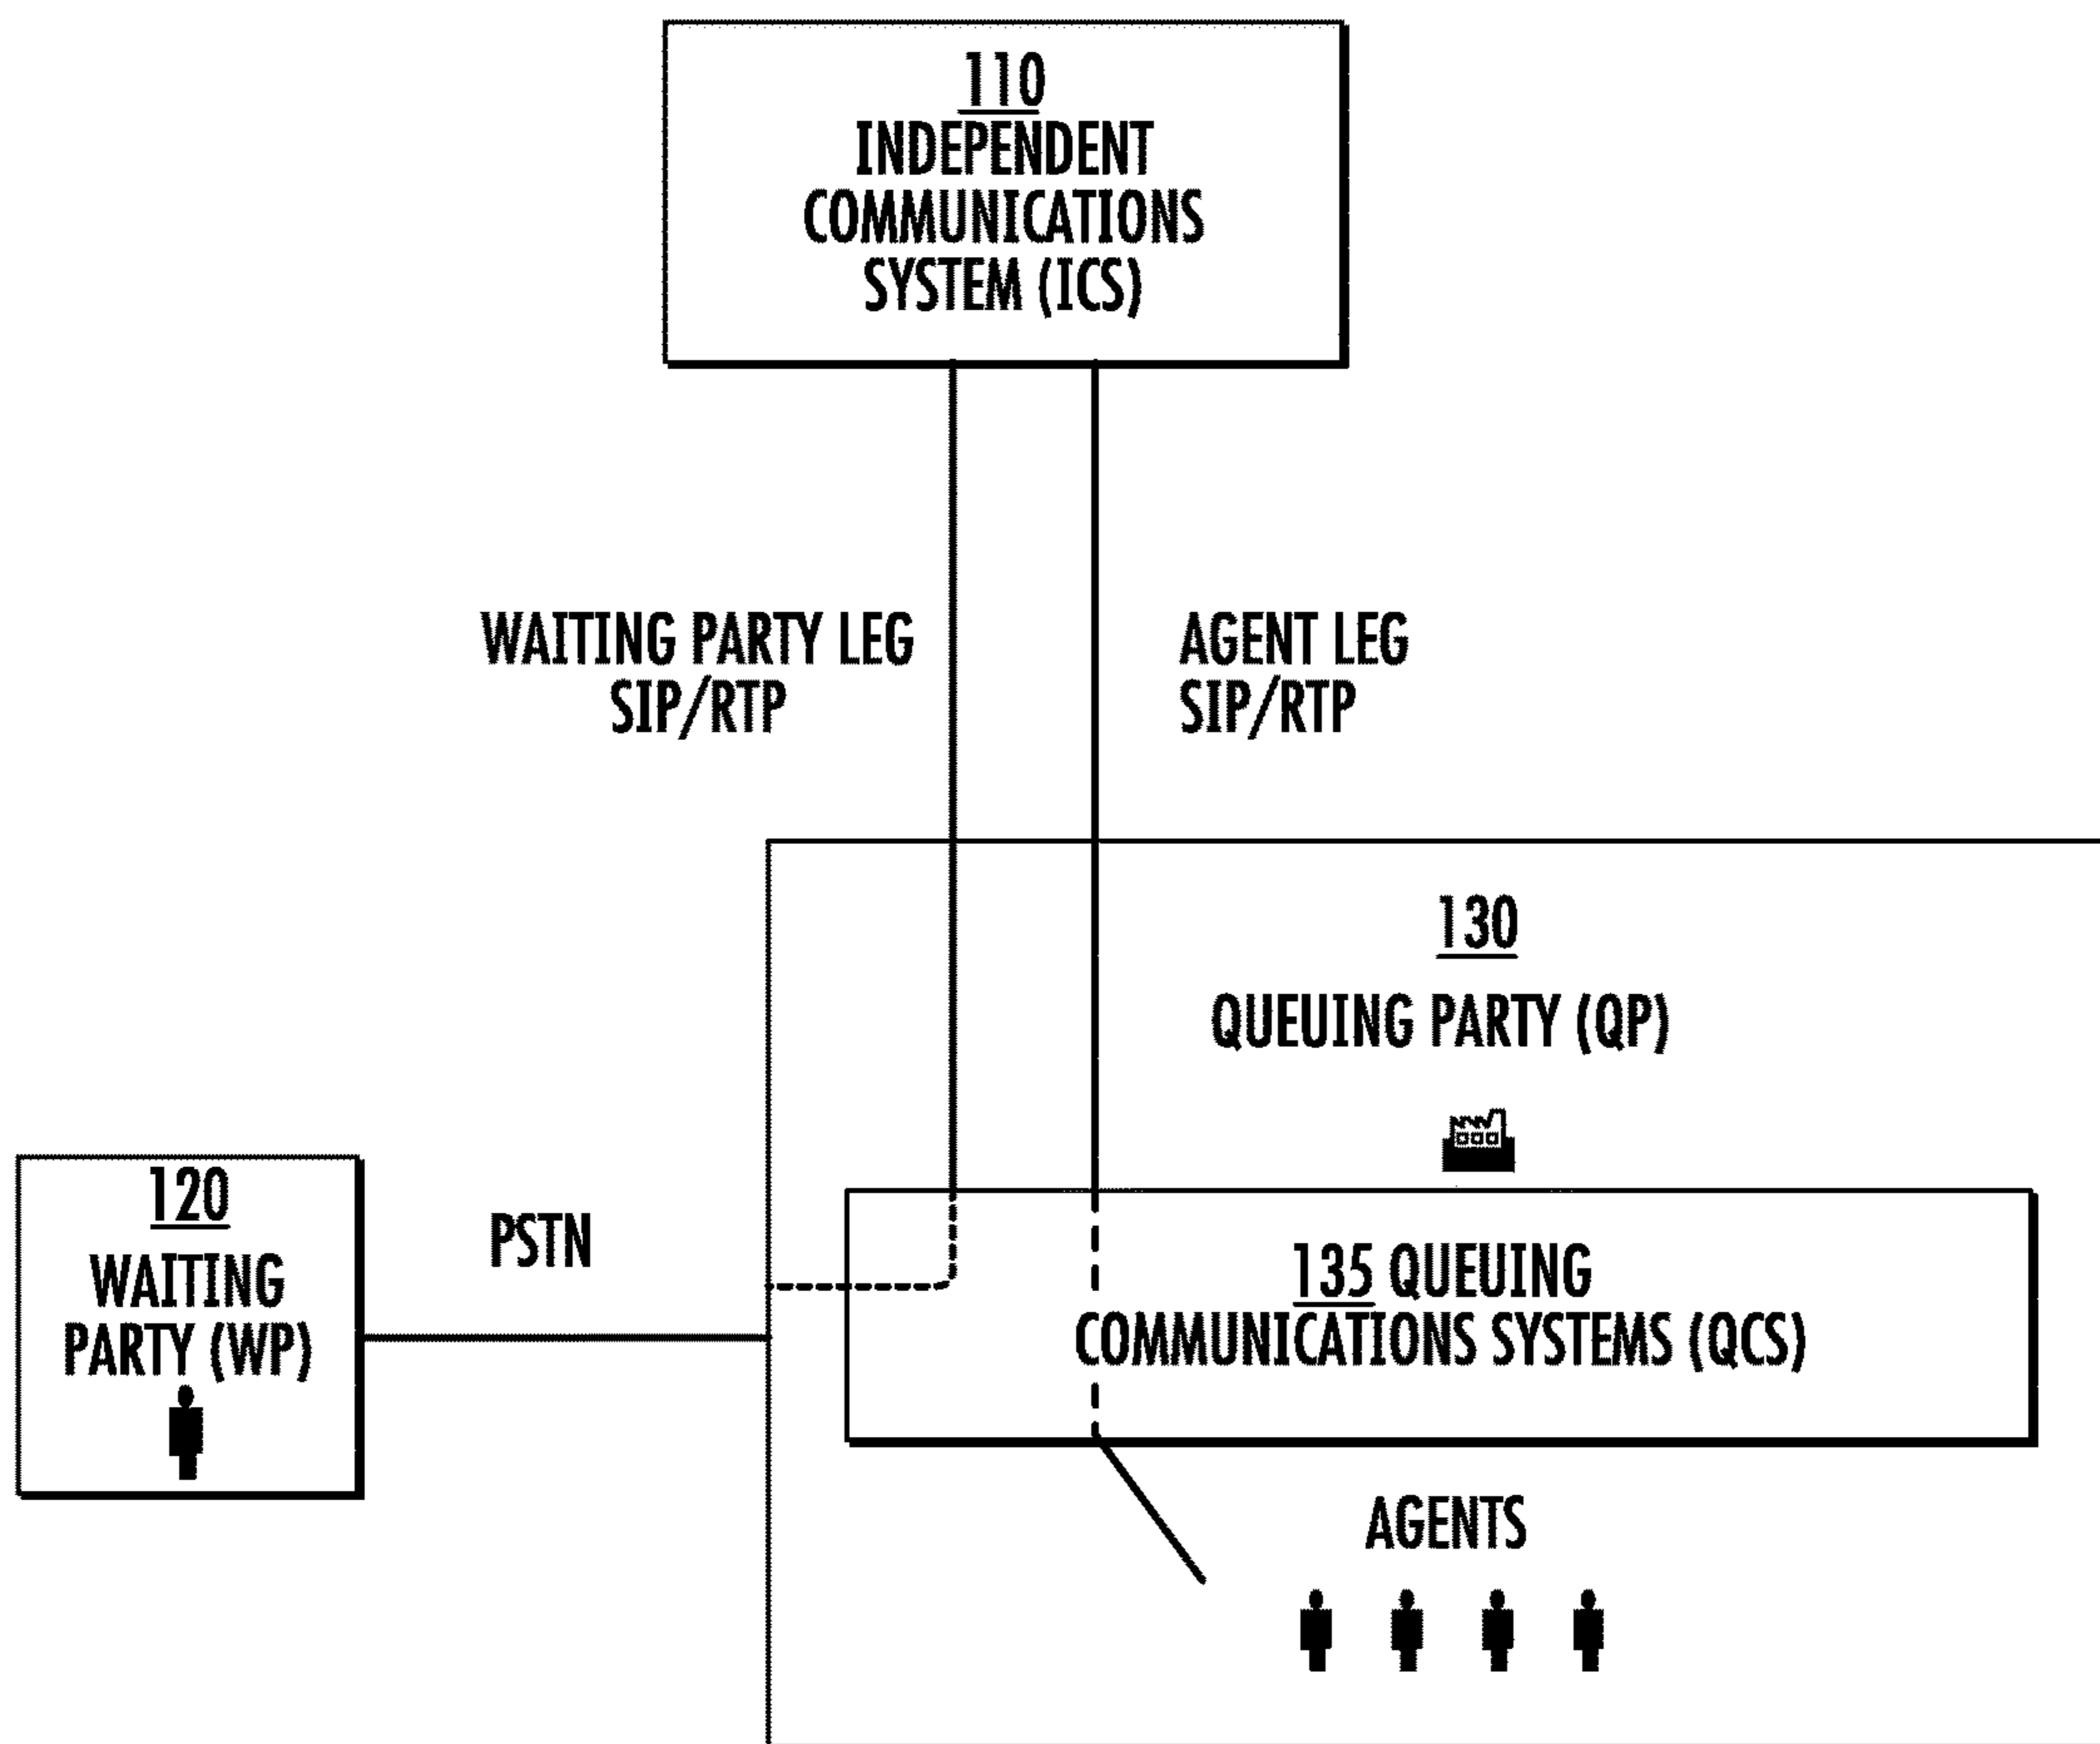 110
INDEPENDENT
COMMUNICATIONS
SYSTEM (ICS)
WAITING PARTY LEG
SIP/RTP
AGENT LEG
SIP/RTP
130
QUEUING PARTY (QP)
120
WAITING
PARTY (WP)
PSTN
135 QUEUING
COMMUNICATIONS SYSTEMS (QCS)
AGENTS